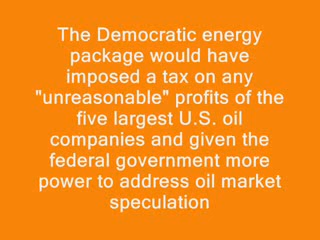 The Democratic energy
package would have
imposed a tax on any
"unreasonable" profits of the
five largest U.S. oil
companies and given the
federal government more
power to address oil market
speculation